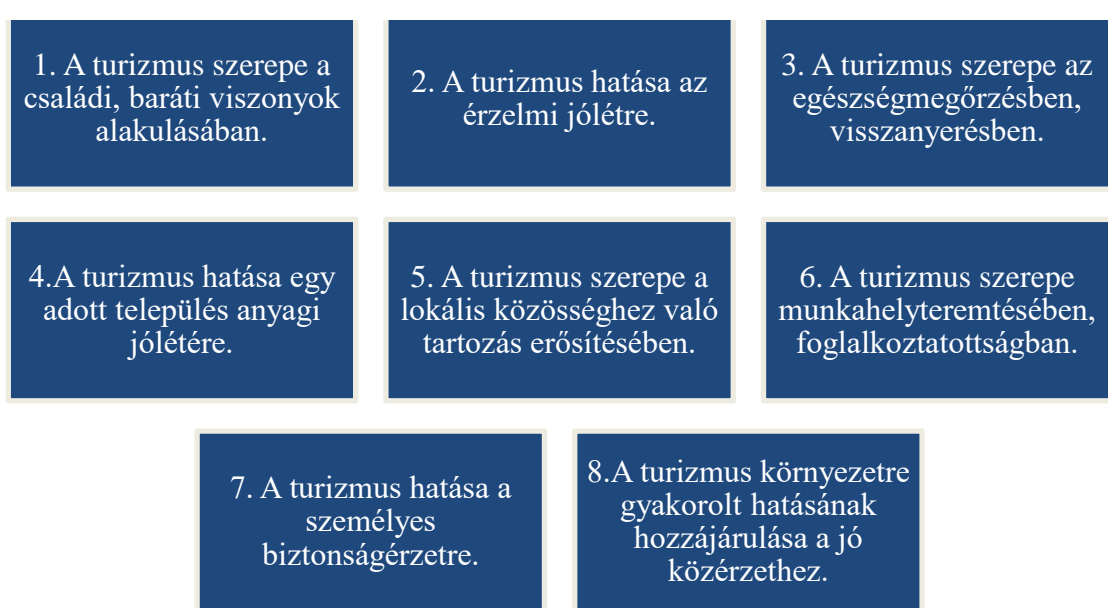 1. A turizmus szerepe a
családi, baráti viszonyok
alakulásában.
2. A turizmus hatása az
érzelmi jólétre.
3. A turizmus szerepe az
egészségmegőrzésben,
visszanyerésben.
4.A turizmus hatása egy
adott település anyagi
jólétére.
5. A turizmus szerepe a
lokális közösséghez való
tartozás erősítésében.
6. A turizmus szerepe
munkahelyteremtésében,
foglalkoztatottságban.
7. A turizmus hatása a
személyes
biztonságérzetre.
8.A turizmus környezetre
gyakorolt hatásának
hozzájárulása a jó
közérzethez.